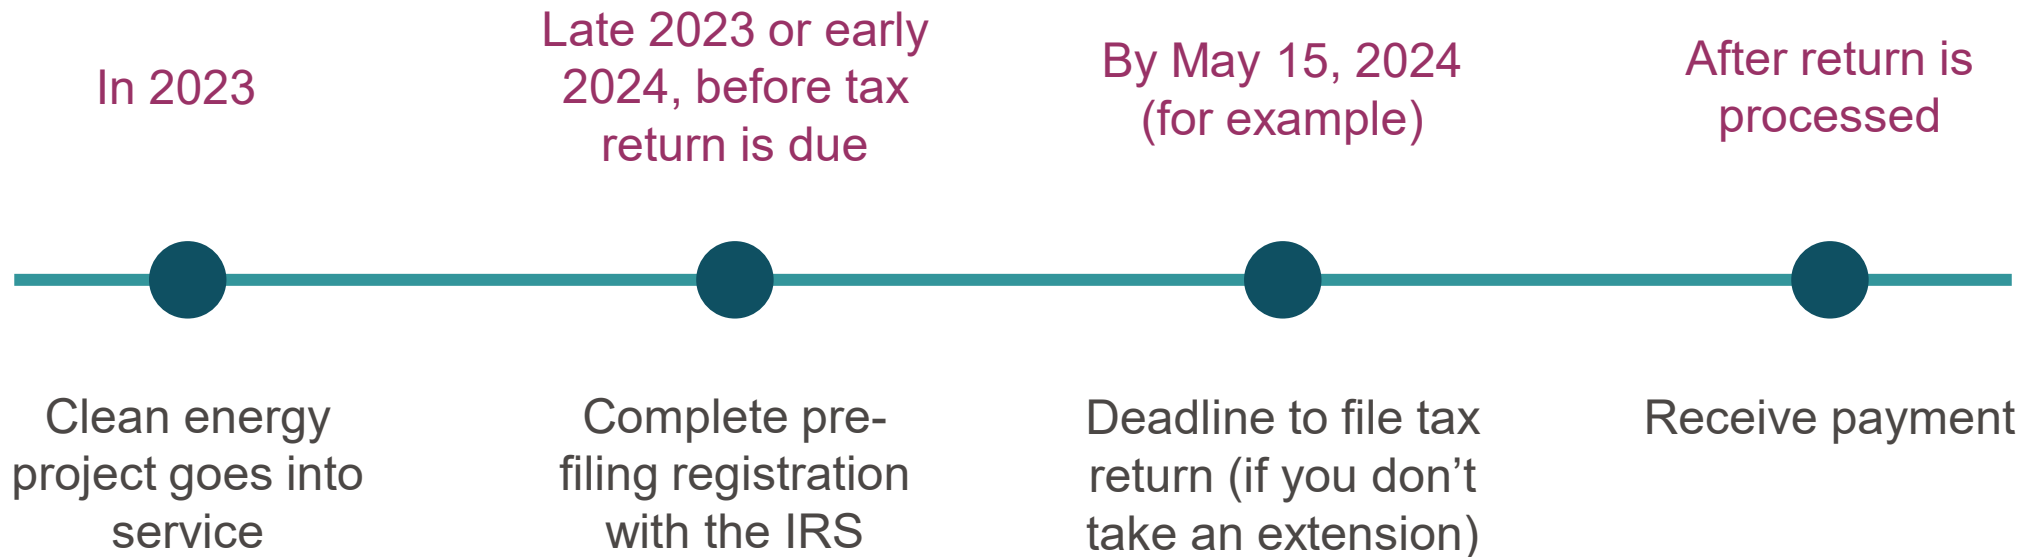 In 2023
Late 2023 or early
2024, before tax
return is due
By May 15, 2024
(for example)
After return is
processed
Clean energy
project goes into
service
Complete pre-
filing registration
with the IRS
Deadline to file tax
return (if you don’t
take an extension)
Receive payment